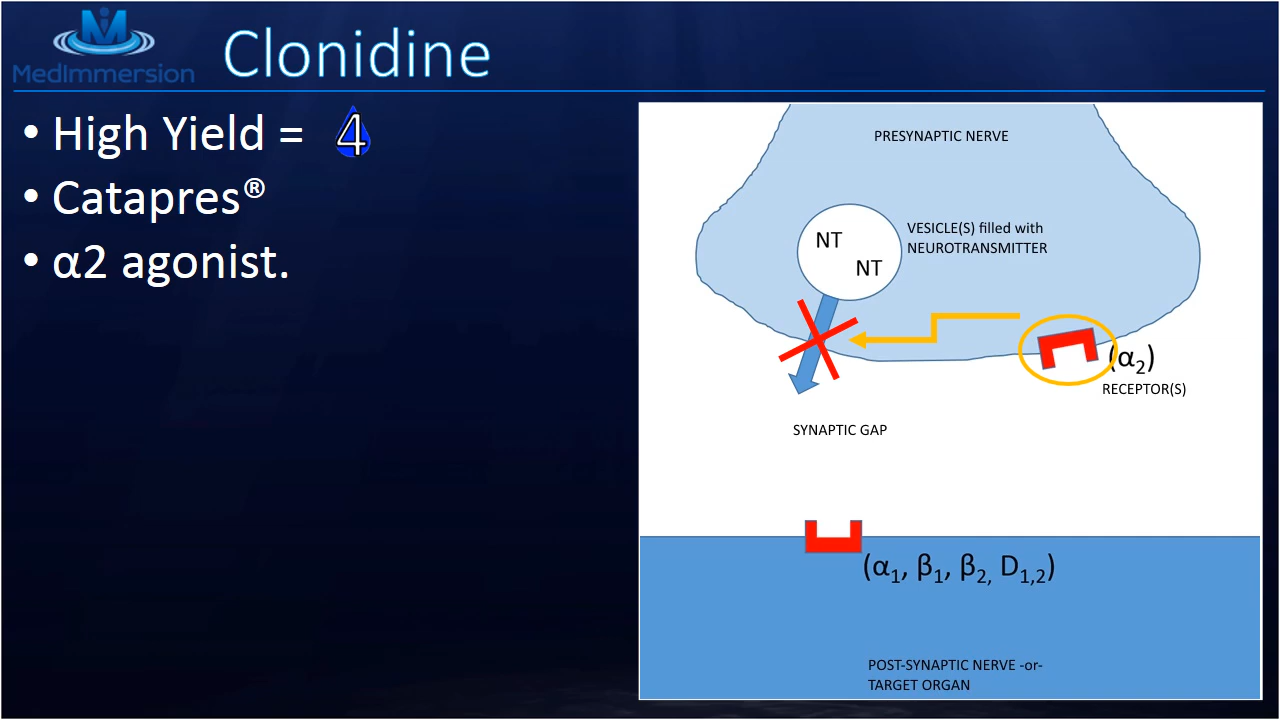 MedImmersion
Clonidine
• High Yield = 4
• Catapres®
• α2 agonist.
PRESYNAPTIC NERVE
NT
NT
VESICLE(S) filled with
NEUROTRANSMITTER
(α₂)
RECEPTOR(S)
SYNAPTIC GAP
(α₁, β₁, β₂, D₁,₂)
POST-SYNAPTIC NERVE -or-
TARGET ORGAN